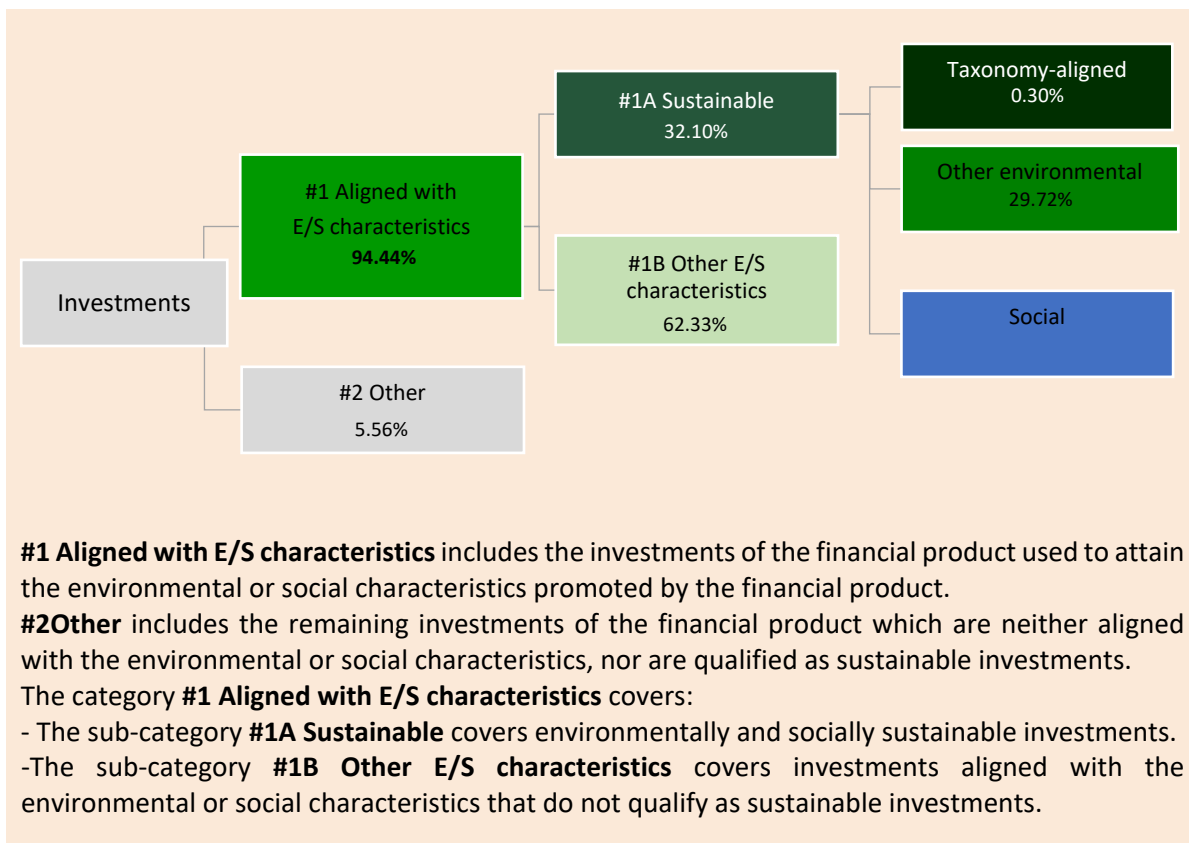 Investments
#1 Aligned with
E/S characteristics
94.44%
#2 Other
5.56%
#1A Sustainable
32.10%
#1B Other E/S
characteristics
62.33%
Taxonomy-aligned
0.30%
Other environmental
29.72%
Social
#1 Aligned with E/S characteristics includes the investments of the financial product used to attain
the environmental or social characteristics promoted by the financial product.
#2Other includes the remaining investments of the financial product which are neither aligned
with the environmental or social characteristics, nor are qualified as sustainable investments.
The category #1 Aligned with E/S characteristics covers:
- The sub-category #1A Sustainable covers environmentally and socially sustainable investments.
-The sub-category #1B Other E/S characteristics covers investments aligned with the
environmental or social characteristics that do not qualify as sustainable investments.